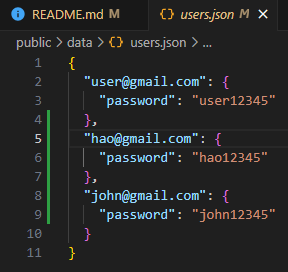 README.md users.json
public > data > {} users.json > ...
1 {
2 "user@gmail.com": {
3 "password": "user12345"
4 },
5 "hao@gmail.com": {
6 "password": "hao12345"
7 },
8 "john@gmail.com": {
9 "password": "john12345"
10 }
11 }